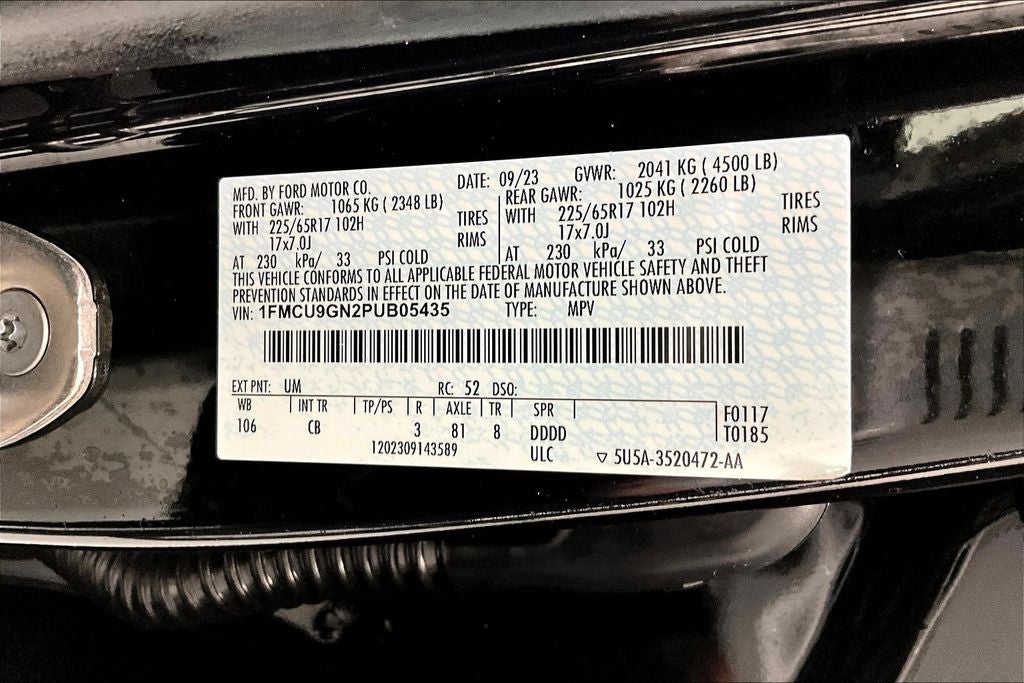 MFD. BY FORD MOTOR CO. DATE: 09/23 GVWR: 2041 KG ( 4500 LB)
FRONT GAWR: 1065 KG ( 2348 LB) REAR GAWR: 1025 KG ( 2260 LB)
WITH 225/65R17 102H TIRES WITH 225/65R17 102H TIRES
17x7.0J RIMS 17x7.0J RIMS
AT 230 kPa/ 33 PSI COLD AT 230 kPa/ 33 PSI COLD
THIS VEHICLE CONFORMS TO ALL APPLICABLE FEDERAL MOTOR VEHICLE SAFETY AND THEFT
PREVENTION STANDARDS IN EFFECT ON THE DATE OF MANUFACTURE SHOWN ABOVE.
VIN: 1FMCU9GN2PUB05435 TYPE: MPV
EXT PNT: UM RC: 52 DSO:
WB INT TR TP/PS R AXLE TR SPR F0117
106 CB 3 81 8 DDDD T0185
1202309143589 ULC ▽ 5U5A-3520472-AA